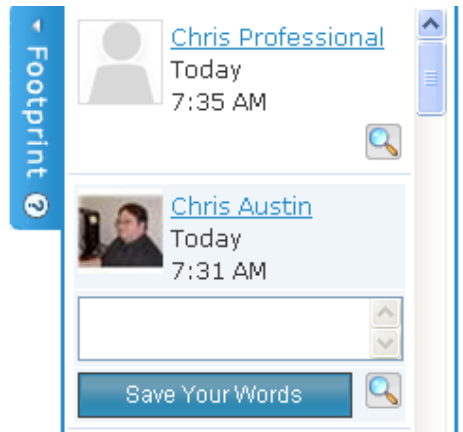 Footprint ?
Chris Professional
Today
7:35 AM
Chris Austin
Today
7:31 AM
Save Your Words